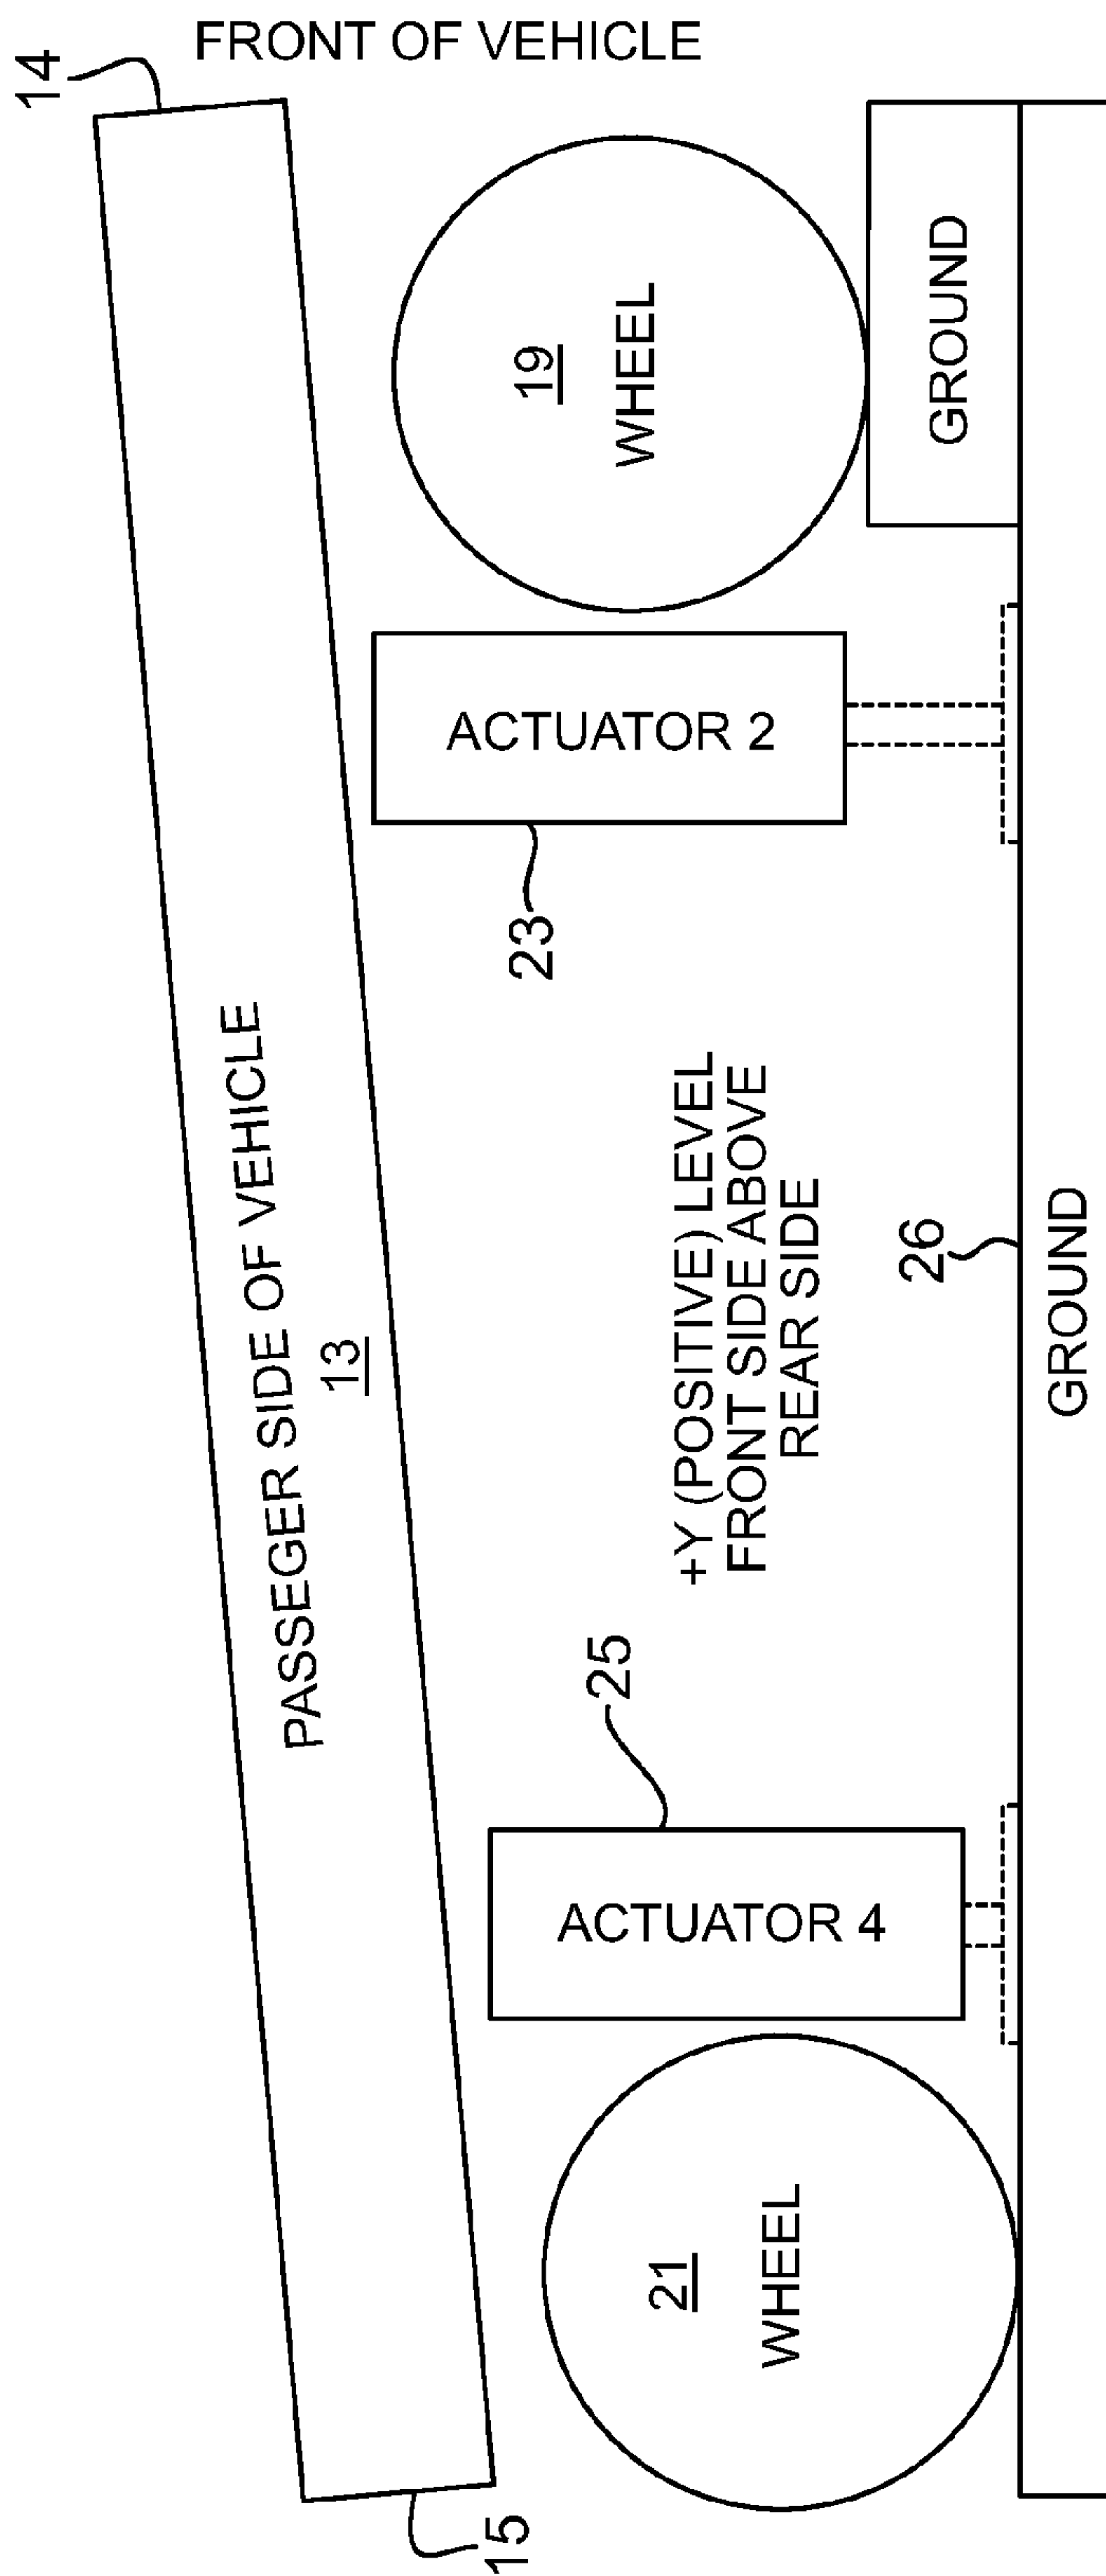 FRONT OF VEHICLE
14
PASSEGER SIDE OF VEHICLE
13
15
19
WHEEL
GROUND
ACTUATOR 2
23
+Y (POSITIVE) LEVEL
FRONT SIDE ABOVE
REAR SIDE
25
ACTUATOR 4
21
WHEEL
26
GROUND